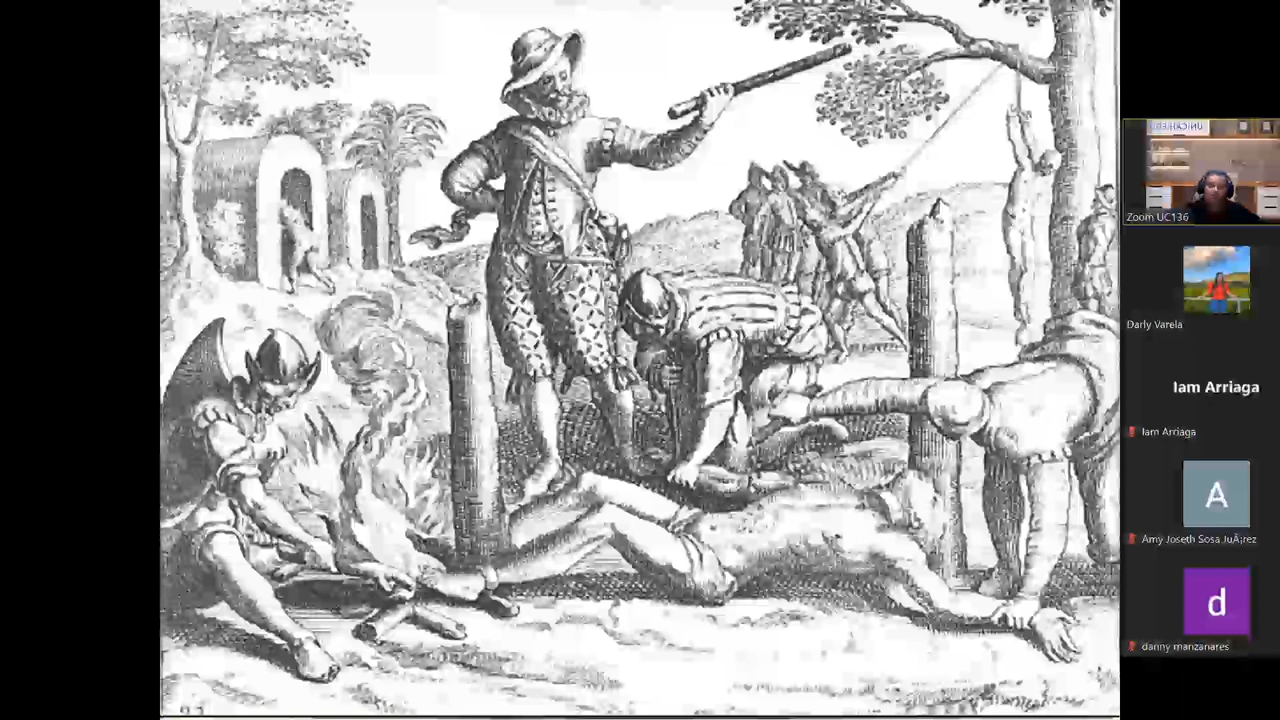 Zoom UC136
Darly Varela
Iam Arriaga
Iam Arriaga
A
Amy Joseth Sosa JuÃ¡rez
d
danny manzanares